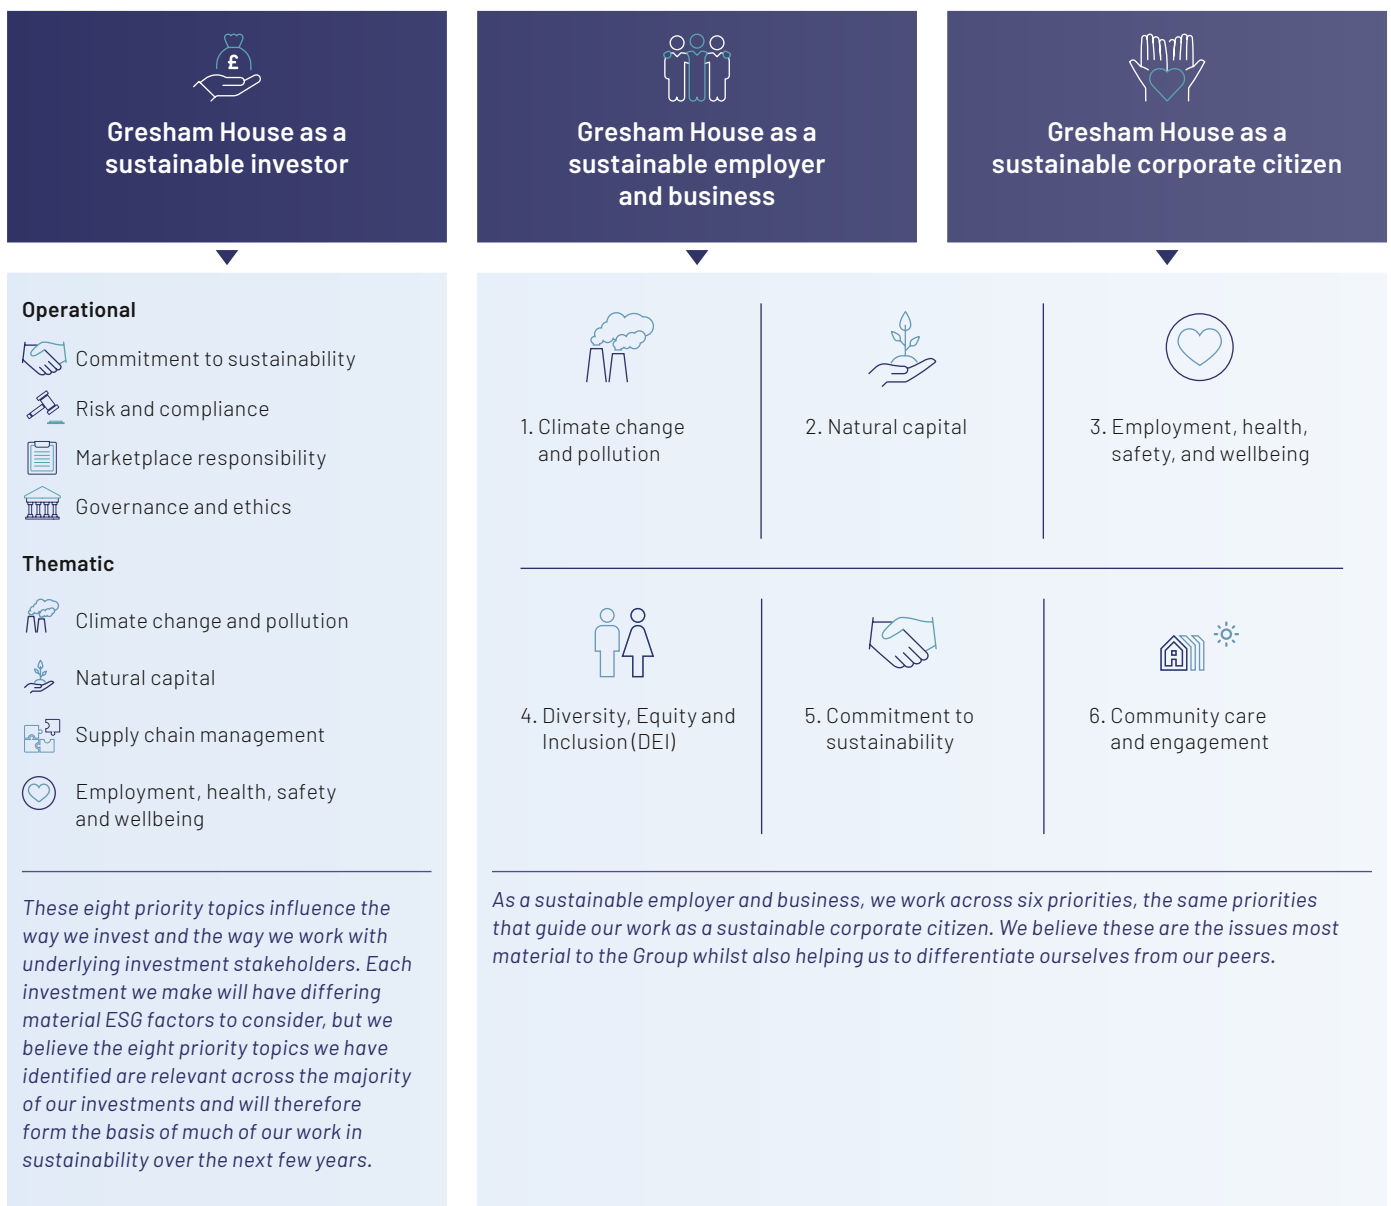 £
Gresham House as a
sustainable investor
Gresham House as a
sustainable employer
and business
Gresham House as a
sustainable corporate citizen
Operational
Commitment to sustainability
Risk and compliance
Marketplace responsibility
Governance and ethics
Thematic
Climate change and pollution
Natural capital
Supply chain management
Employment, health, safety
and wellbeing
These eight priority topics influence the
way we invest and the way we work with
underlying investment stakeholders. Each
investment we make will have differing
material ESG factors to consider, but we
believe the eight priority topics we have
identified are relevant across the majority
of our investments and will therefore
form the basis of much of our work in
sustainability over the next few years.
1. Climate change
and pollution
2. Natural capital
3. Employment, health,
safety, and wellbeing
4. Diversity, Equity and
Inclusion (DEI)
5. Commitment to
sustainability
6. Community care
and engagement
As a sustainable employer and business, we work across six priorities, the same priorities
that guide our work as a sustainable corporate citizen. We believe these are the issues most
material to the Group whilst also helping us to differentiate ourselves from our peers.